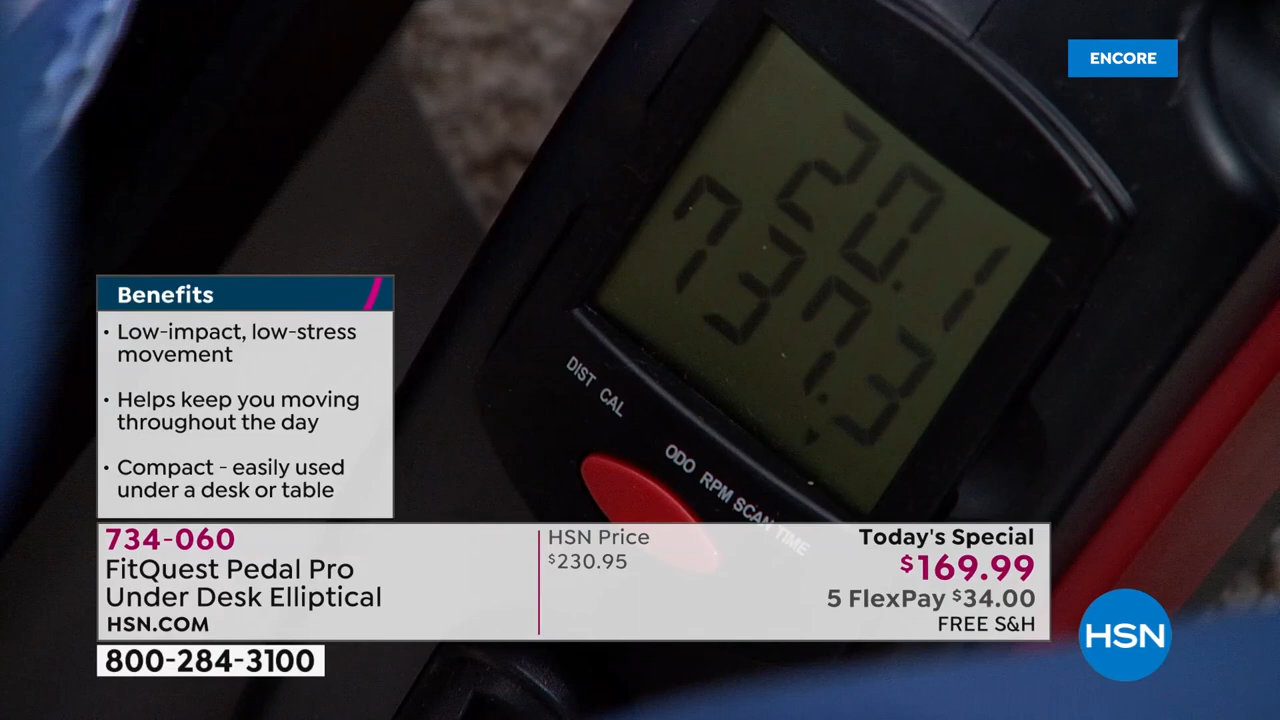 ENCORE
20.1
737.3
DIST CAL
ODO RPM SCAN TIME
Benefits
• Low-impact, low-stress
movement
• Helps keep you moving
throughout the day
• Compact - easily used
under a desk or table
734-060
FitQuest Pedal Pro
Under Desk Elliptical
HSN.COM
HSN Price
$230.95
Today's Special
$169.99
5 FlexPay $34.00
FREE S&H
800-284-3100
HSN